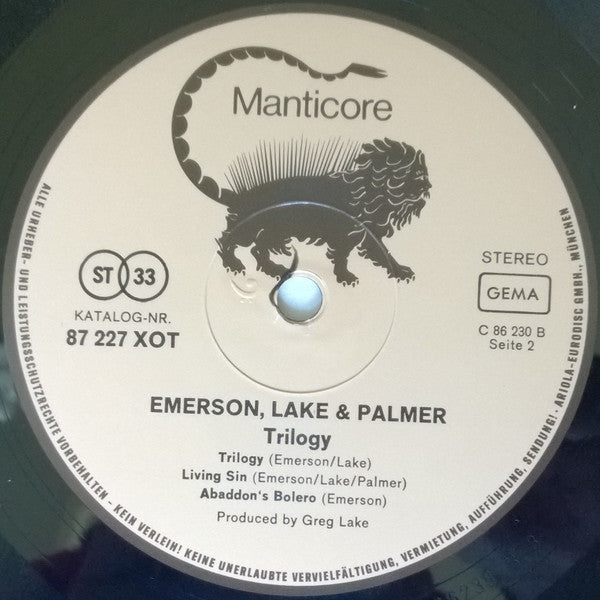 Manticore
ST 33
KATALOG-NR.
87 227 XOT
STEREO
GEMA
C 86 230 B
Seite 2
EMERSON, LAKE & PALMER
Trilogy
Trilogy (Emerson/Lake)
Living Sin (Emerson/Lake/Palmer)
Abaddon's Bolero (Emerson)
Produced by Greg Lake
ALLE URHEBER- UND LEISTUNGSSCHUTZRECHTE VORBEHALTEN - KEIN VERLEIH! KEINE UNERLAUBTE VERVIELFÄLTIGUNG, VERMIETUNG, AUFFÜHRUNG, SENDUNG! · ARIOLA-EURODISC GMBH., MÜNCHEN